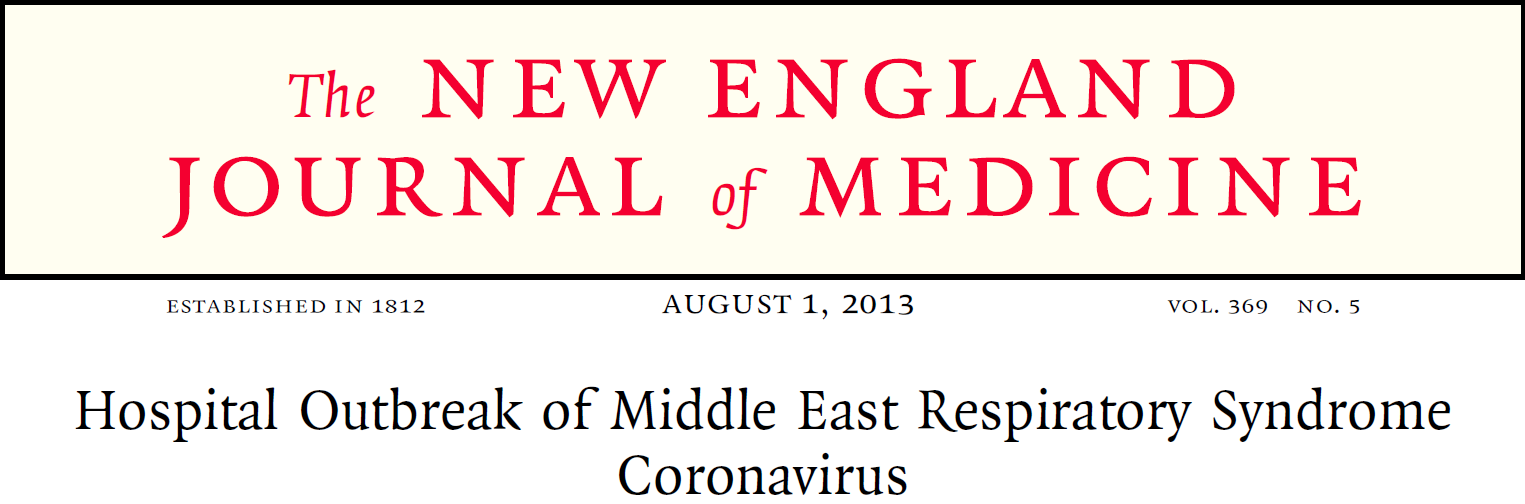 The NEW ENGLAND
JOURNAL of MEDICINE
ESTABLISHED IN 1812 AUGUST 1, 2013 VOL. 369 NO. 5
Hospital Outbreak of Middle East Respiratory Syndrome
Coronavirus